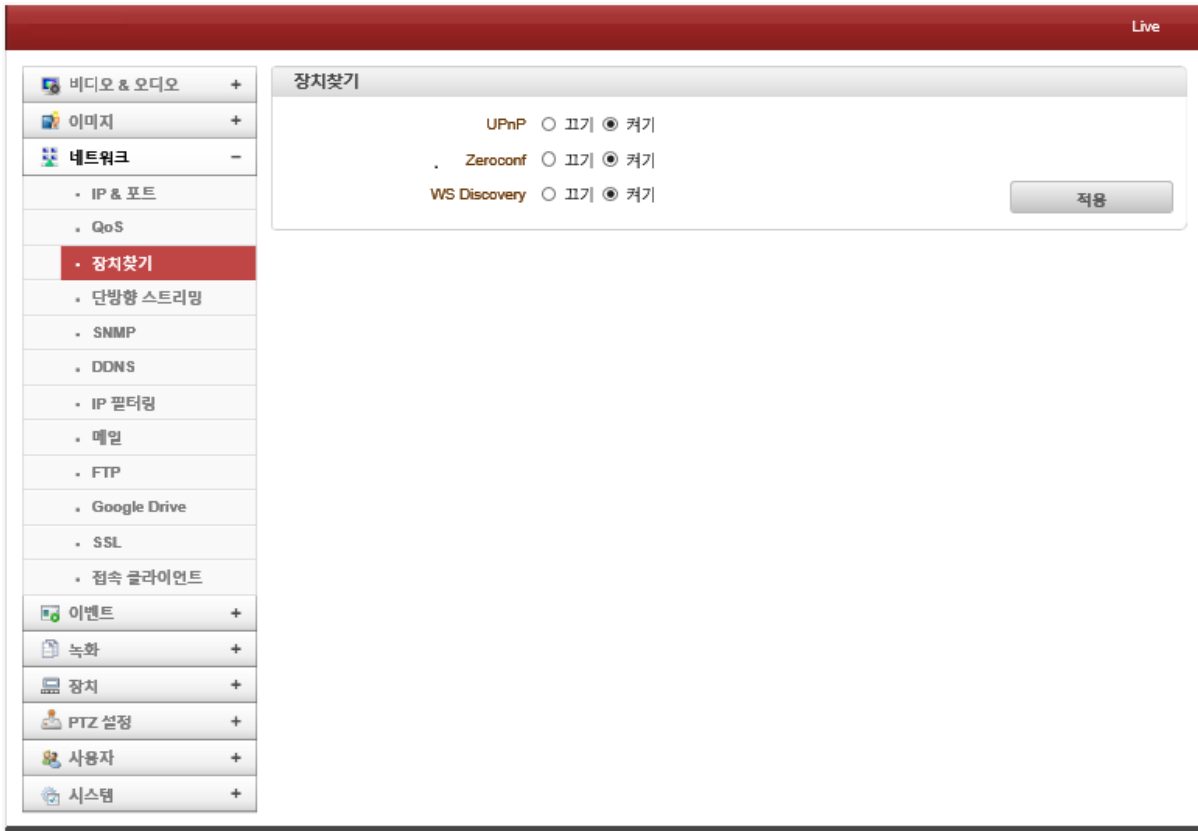 Live
비디오 & 오디오 +
이미지 +
네트워크 −
IP & 포트
QoS
장치찾기
단방향 스트리밍
SNMP
DDNS
IP 필터링
메일
FTP
Google Drive
SSL
접속 클라이언트
이벤트 +
녹화 +
장치 +
PTZ 설정 +
사용자 +
시스템 +
장치찾기
UPnP 끄기 켜기
Zeroconf 끄기 켜기
WS Discovery 끄기 켜기
적용